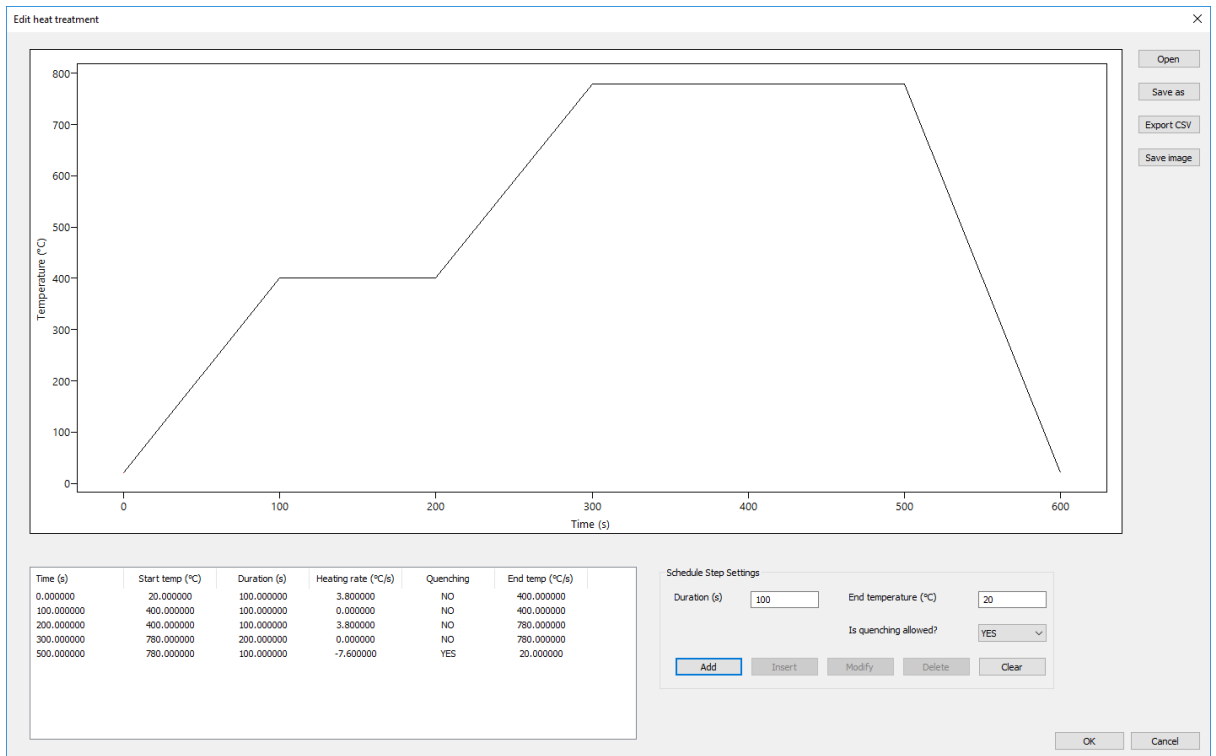 Edit heat treatment
Open
Save as
Export CSV
Save image
800
700
600
500
400
300
200
100
0
Temperature (°C)
0 100 200 300 400 500 600
Time (s)
Time (s) Start temp (°C) Duration (s) Heating rate (°C/s) Quenching End temp (°C/s)
0.000000 20.000000 100.000000 3.800000 NO 400.000000
100.000000 400.000000 100.000000 0.000000 NO 400.000000
200.000000 400.000000 100.000000 3.800000 NO 780.000000
300.000000 780.000000 200.000000 0.000000 NO 780.000000
500.000000 780.000000 100.000000 -7.600000 YES 20.000000
Schedule Step Settings
Duration (s) 100 End temperature (°C) 20
Is quenching allowed? YES
Add Insert Modify Delete Clear
OK Cancel